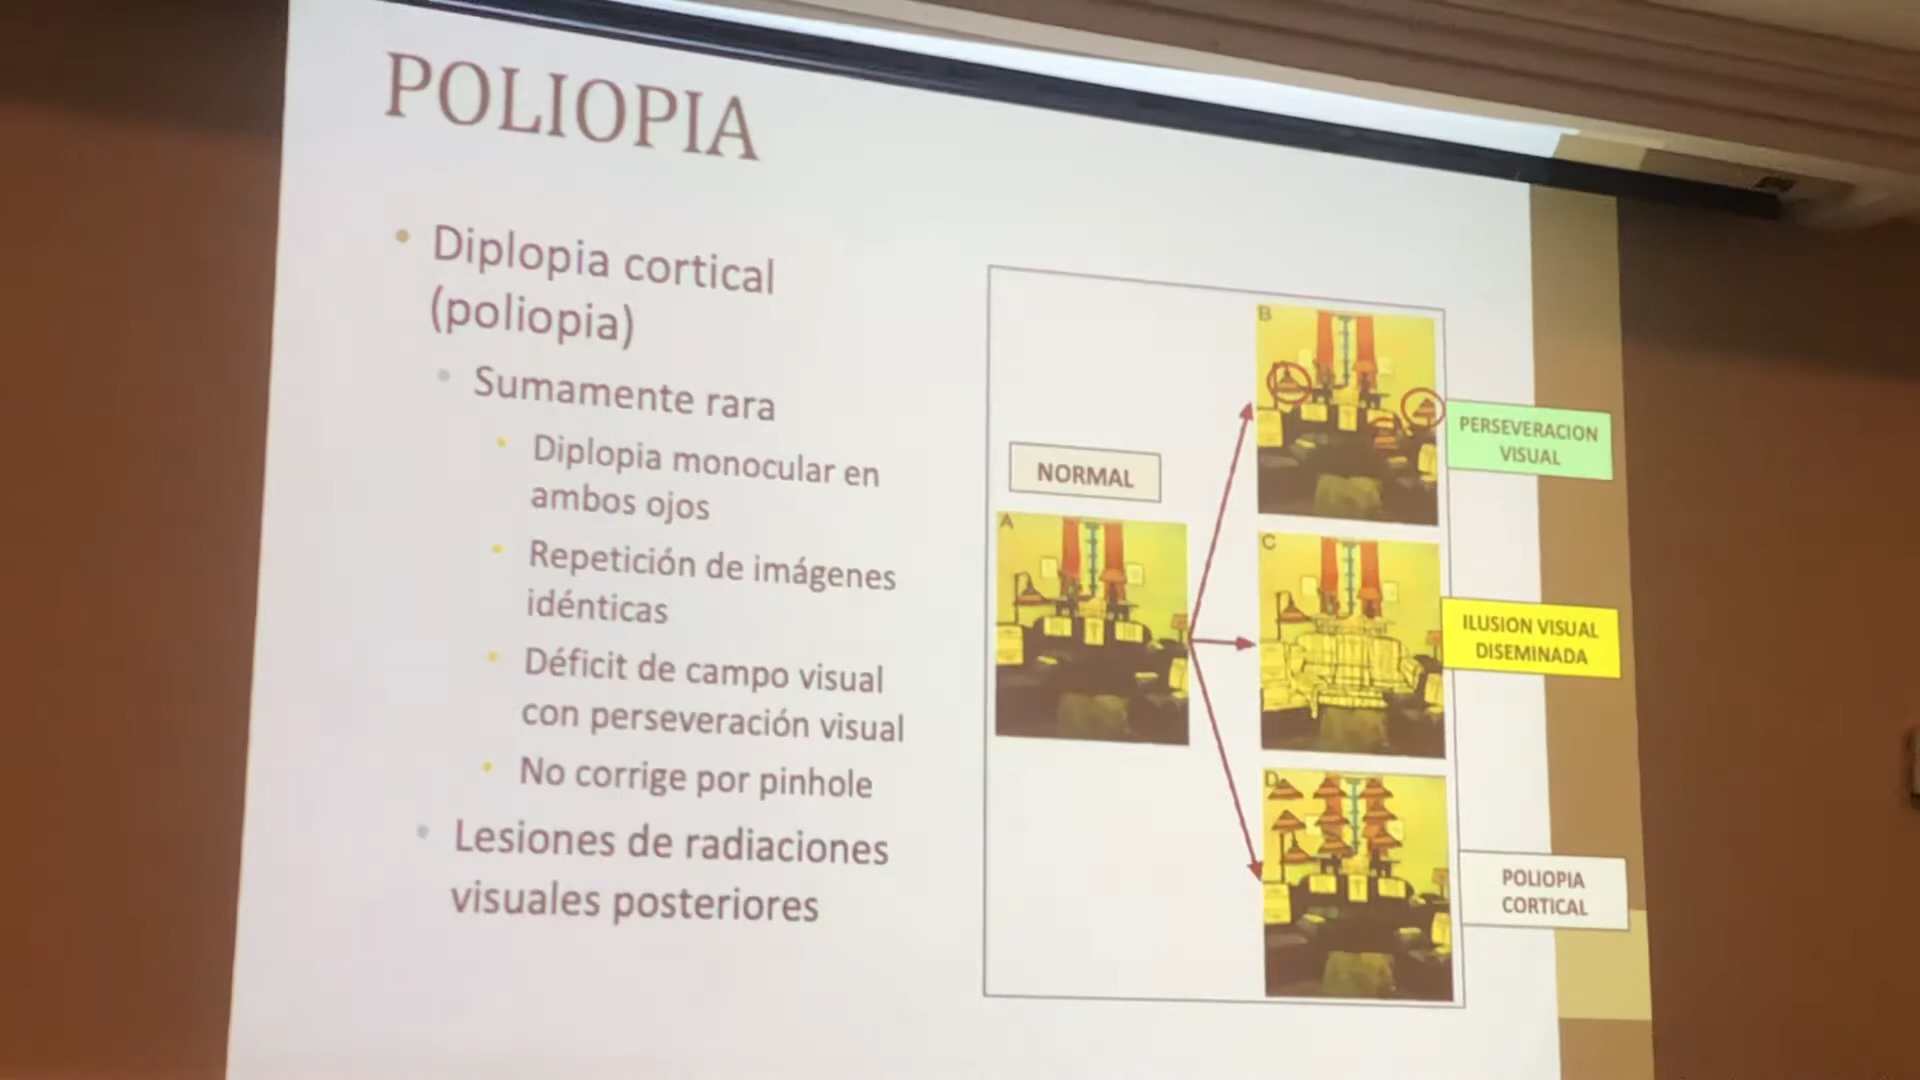 POLIOPIA
• Diplopia cortical
(poliopia)
• Sumamente rara
• Diplopia monocular en
ambos ojos
• Repetición de imágenes
idénticas
• Déficit de campo visual
con perseveración visual
• No corrige por pinhole
• Lesiones de radiaciones
visuales posteriores
NORMAL
A
B
PERSEVERACION
VISUAL
C
ILUSION VISUAL
DISEMINADA
D
POLIOPIA
CORTICAL